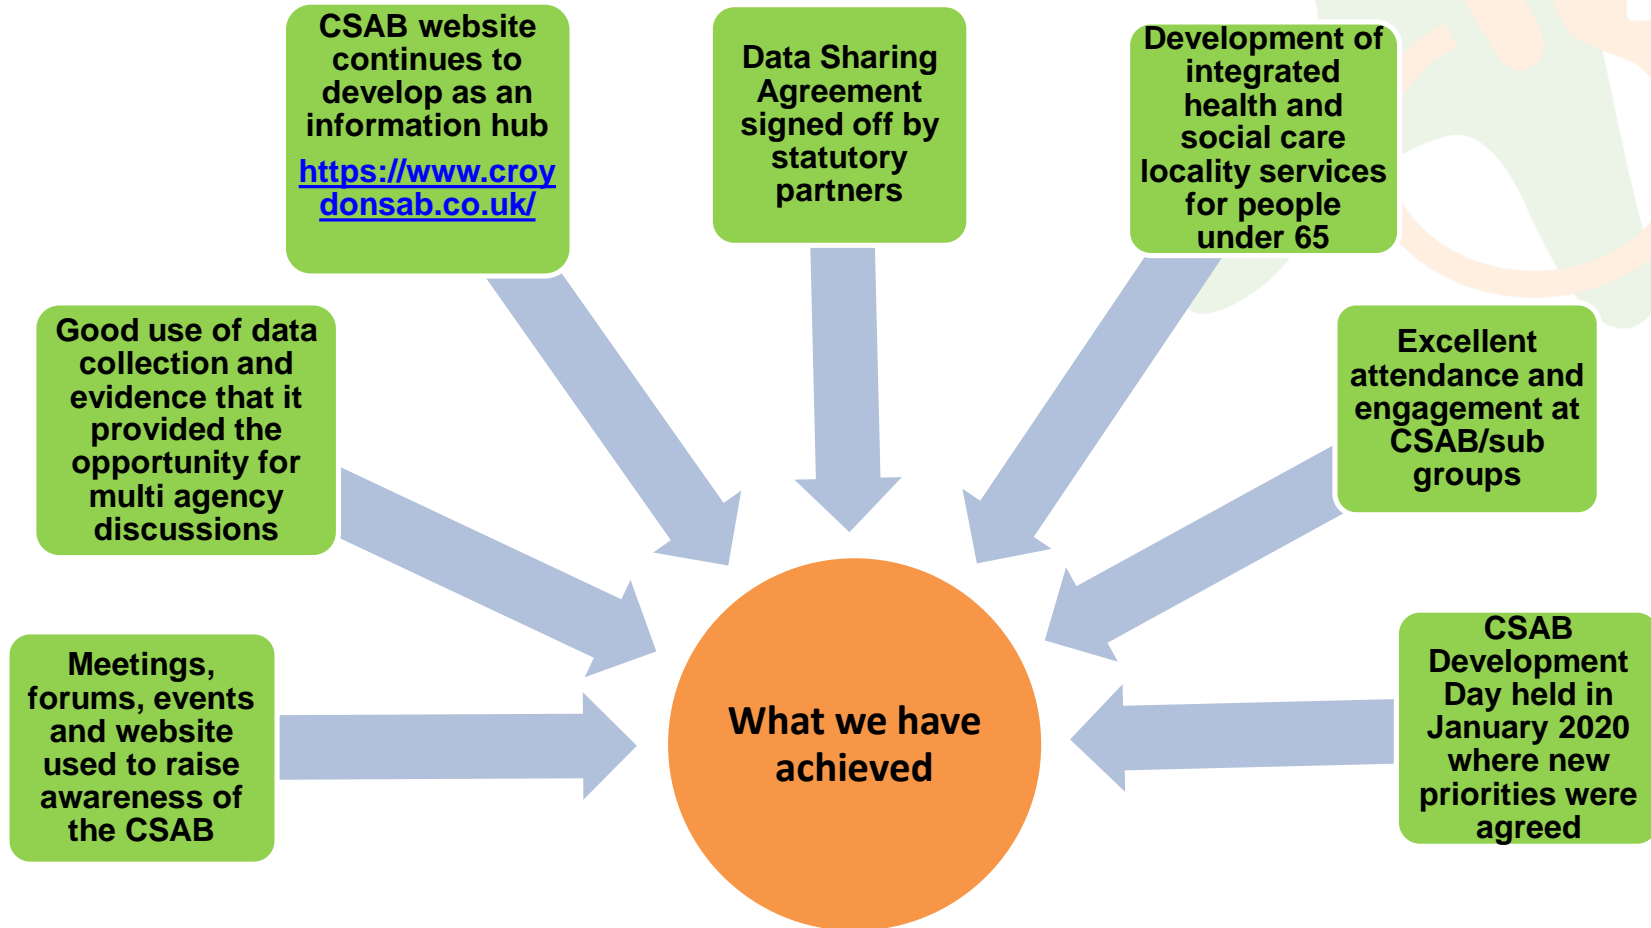 CSAB website
continues to
develop as an
information hub
https://www.croy
donsab.co.uk/
Data Sharing
Agreement
signed off by
statutory
partners
Development of
integrated
health and
social care
locality services
for people
under 65
Good use of data
collection and
evidence that it
provided the
opportunity for
multi agency
discussions
Excellent
attendance and
engagement at
CSAB/sub
groups
Meetings,
forums, events
and website
used to raise
awareness of
the CSAB
What we have
achieved
CSAB
Development
Day held in
January 2020
where new
priorities were
agreed